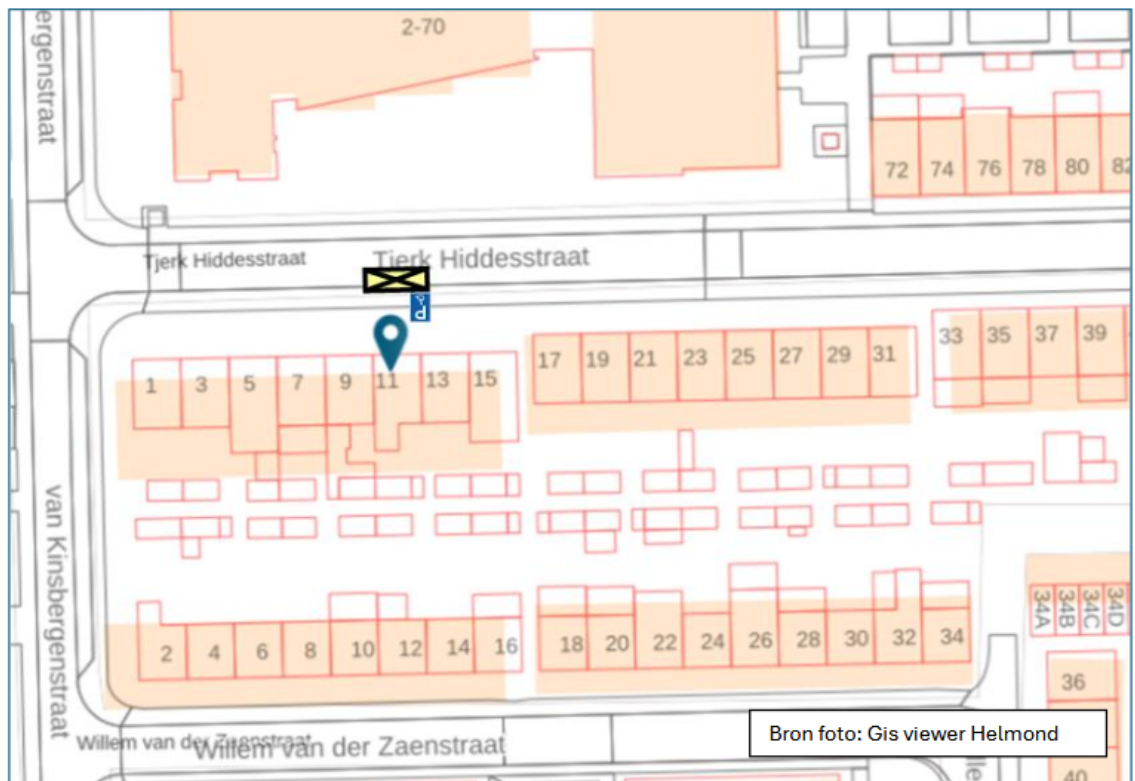 ergenstraat
2-70
72 74 76 78 80 82
Tjerk Hiddesstraat
Tjerk Hiddesstraat
P
1 3 5 7 9 11 13 15
17 19 21 23 25 27 29 31
33 35 37 39
van Kinsbergenstraat
2 4 6 8 10 12 14 16
18 20 22 24 26 28 30 32 34
34A
34B
34C
34D
36
Willem van der Zaenstraat
Willem van der Zaenstraat
Bron foto: Gis viewer Helmond
lle
40